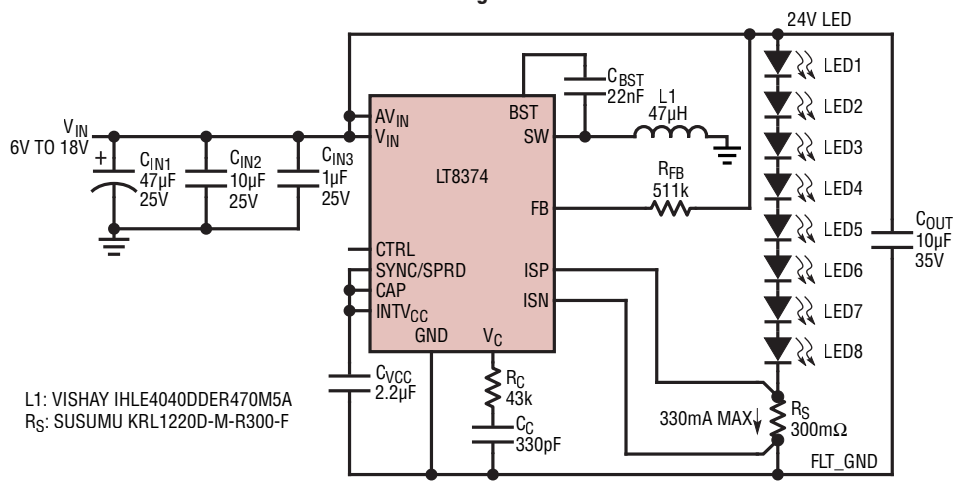 24V LED
V_IN
6V TO 18V
+
C_IN1
47µF
25V
C_IN2
10µF
25V
C_IN3
1µF
25V
AV_IN
V_IN
CTRL
SYNC/SPRD
CAP
INTV_CC
GND
V_C
LT8374
BST
SW
FB
ISP
ISN
C_BST
22nF
L1
47µH
R_FB
511k
LED1
LED2
LED3
LED4
LED5
LED6
LED7
LED8
C_OUT
10µF
35V
C_VCC
2.2µF
R_C
43k
C_C
330pF
330mA MAX
R_S
300mΩ
FLT_GND
L1: VISHAY IHLE4040DDER470M5A
R_S: SUSUMU KRL1220D-M-R300-F